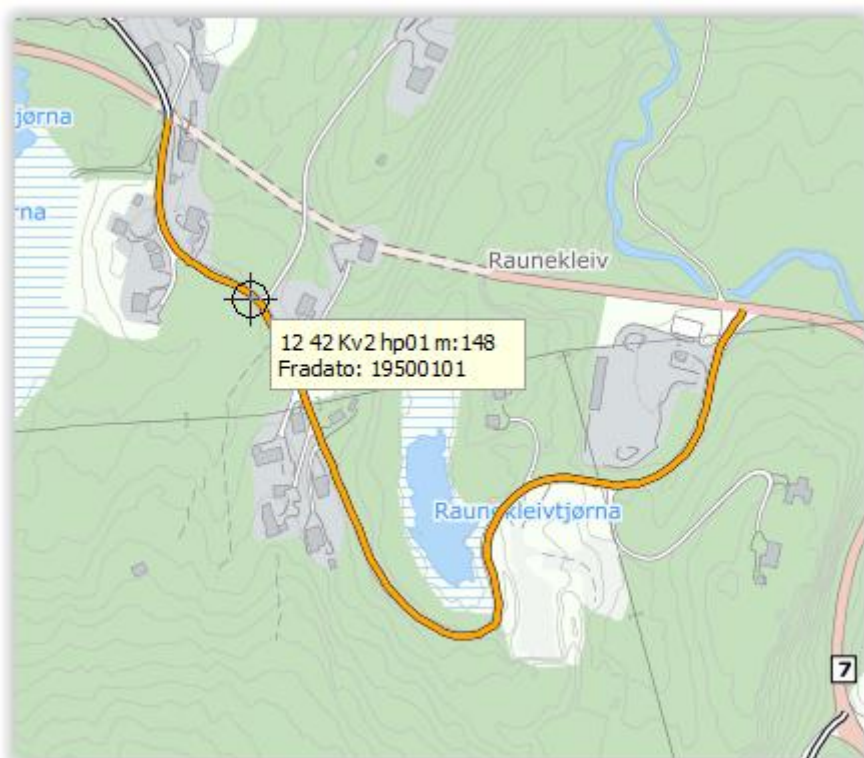 jørna
rna
Raunekleiv
12 42 Kv2 hp01 m:148
Fradato: 19500101
Raunekleivtjørna
7